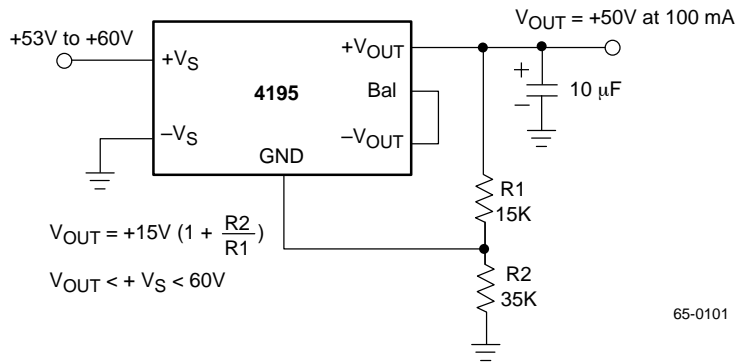 V_OUT = +50V at 100 mA
+53V to +60V
+V_S
+V_OUT
4195
Bal
+
–
10 μF
–V_S
–V_OUT
GND
R1
15K
V_OUT = +15V (1 + R2/R1)
V_OUT < + V_S < 60V
R2
35K
65-0101